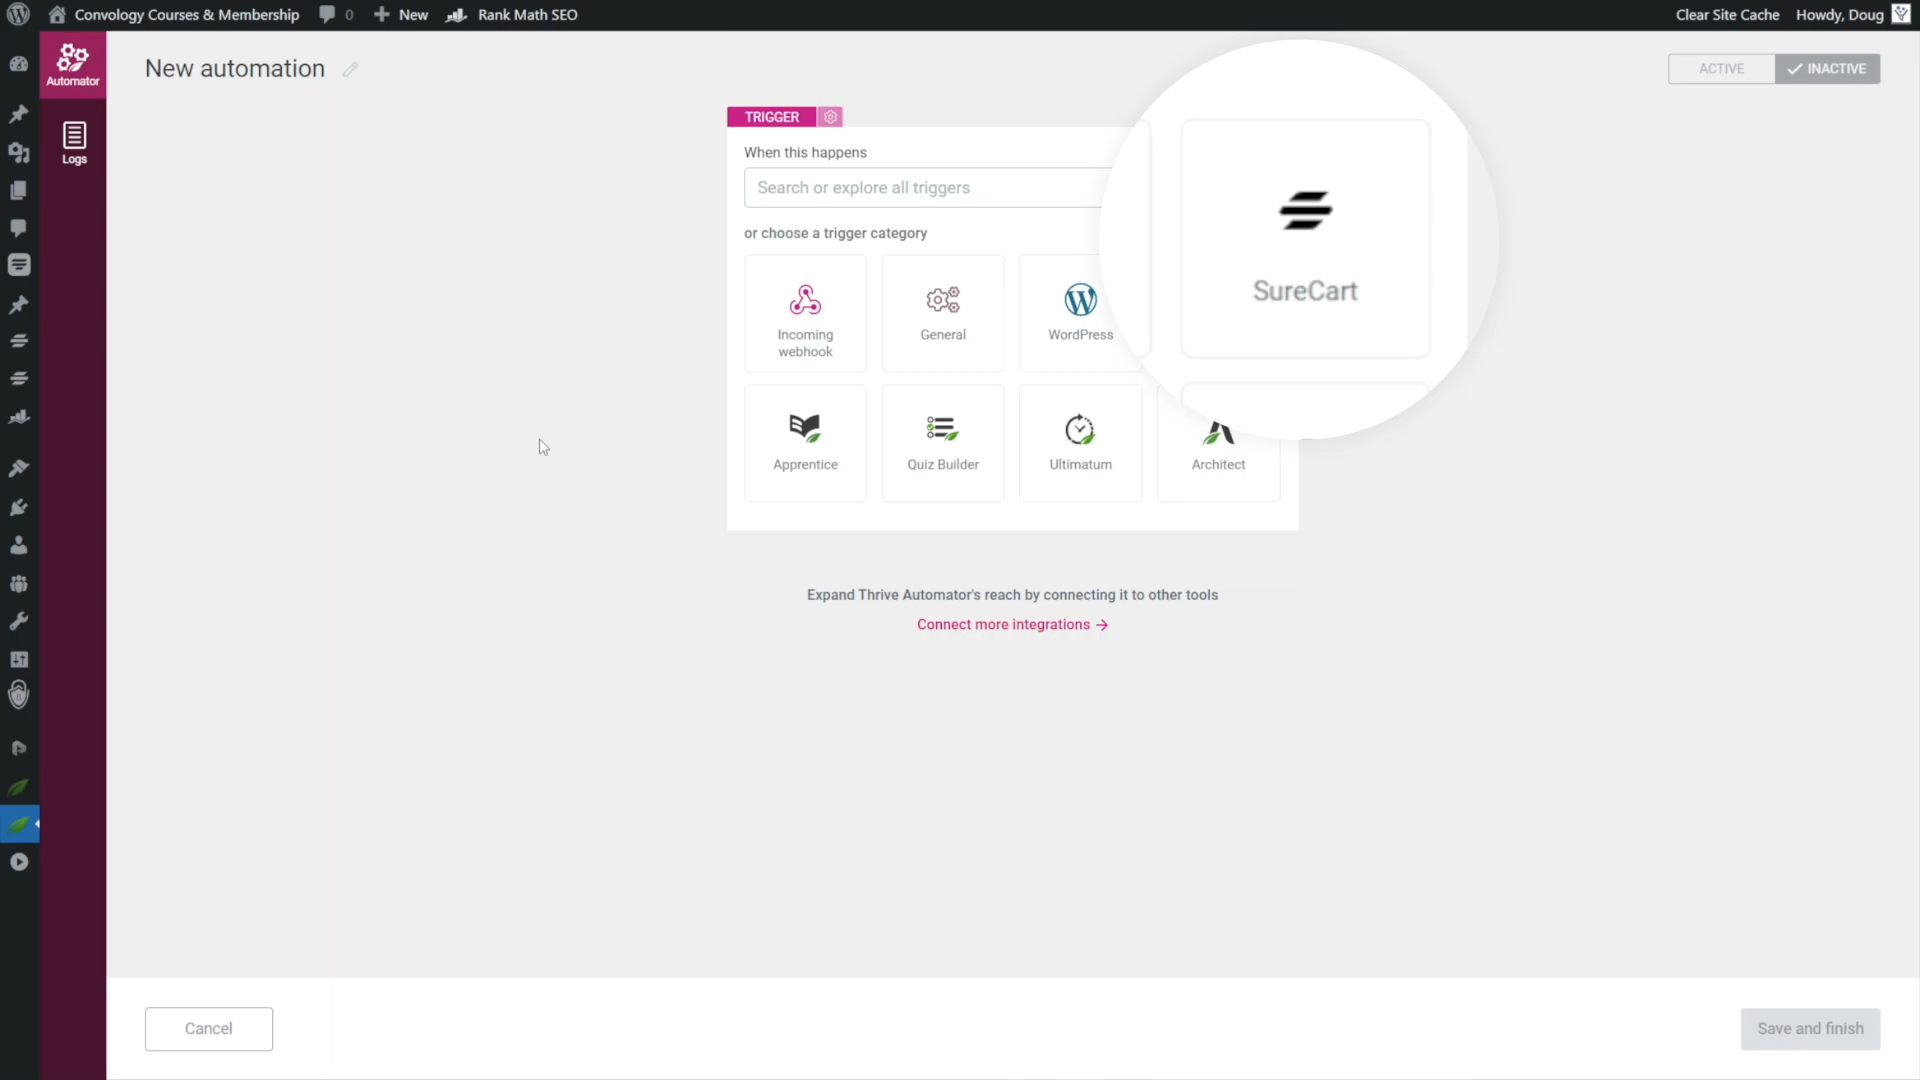 Convology Courses & Membership
0
New
Rank Math SEO
Clear Site Cache
Howdy, Doug
Automator
Logs
New automation
ACTIVE
INACTIVE
TRIGGER
When this happens
Search or explore all triggers
or choose a trigger category
Incoming
webhook
General
WordPress
SureCart
Apprentice
Quiz Builder
Ultimatum
Architect
Expand Thrive Automator's reach by connecting it to other tools
Connect more integrations →
Cancel
Save and finish